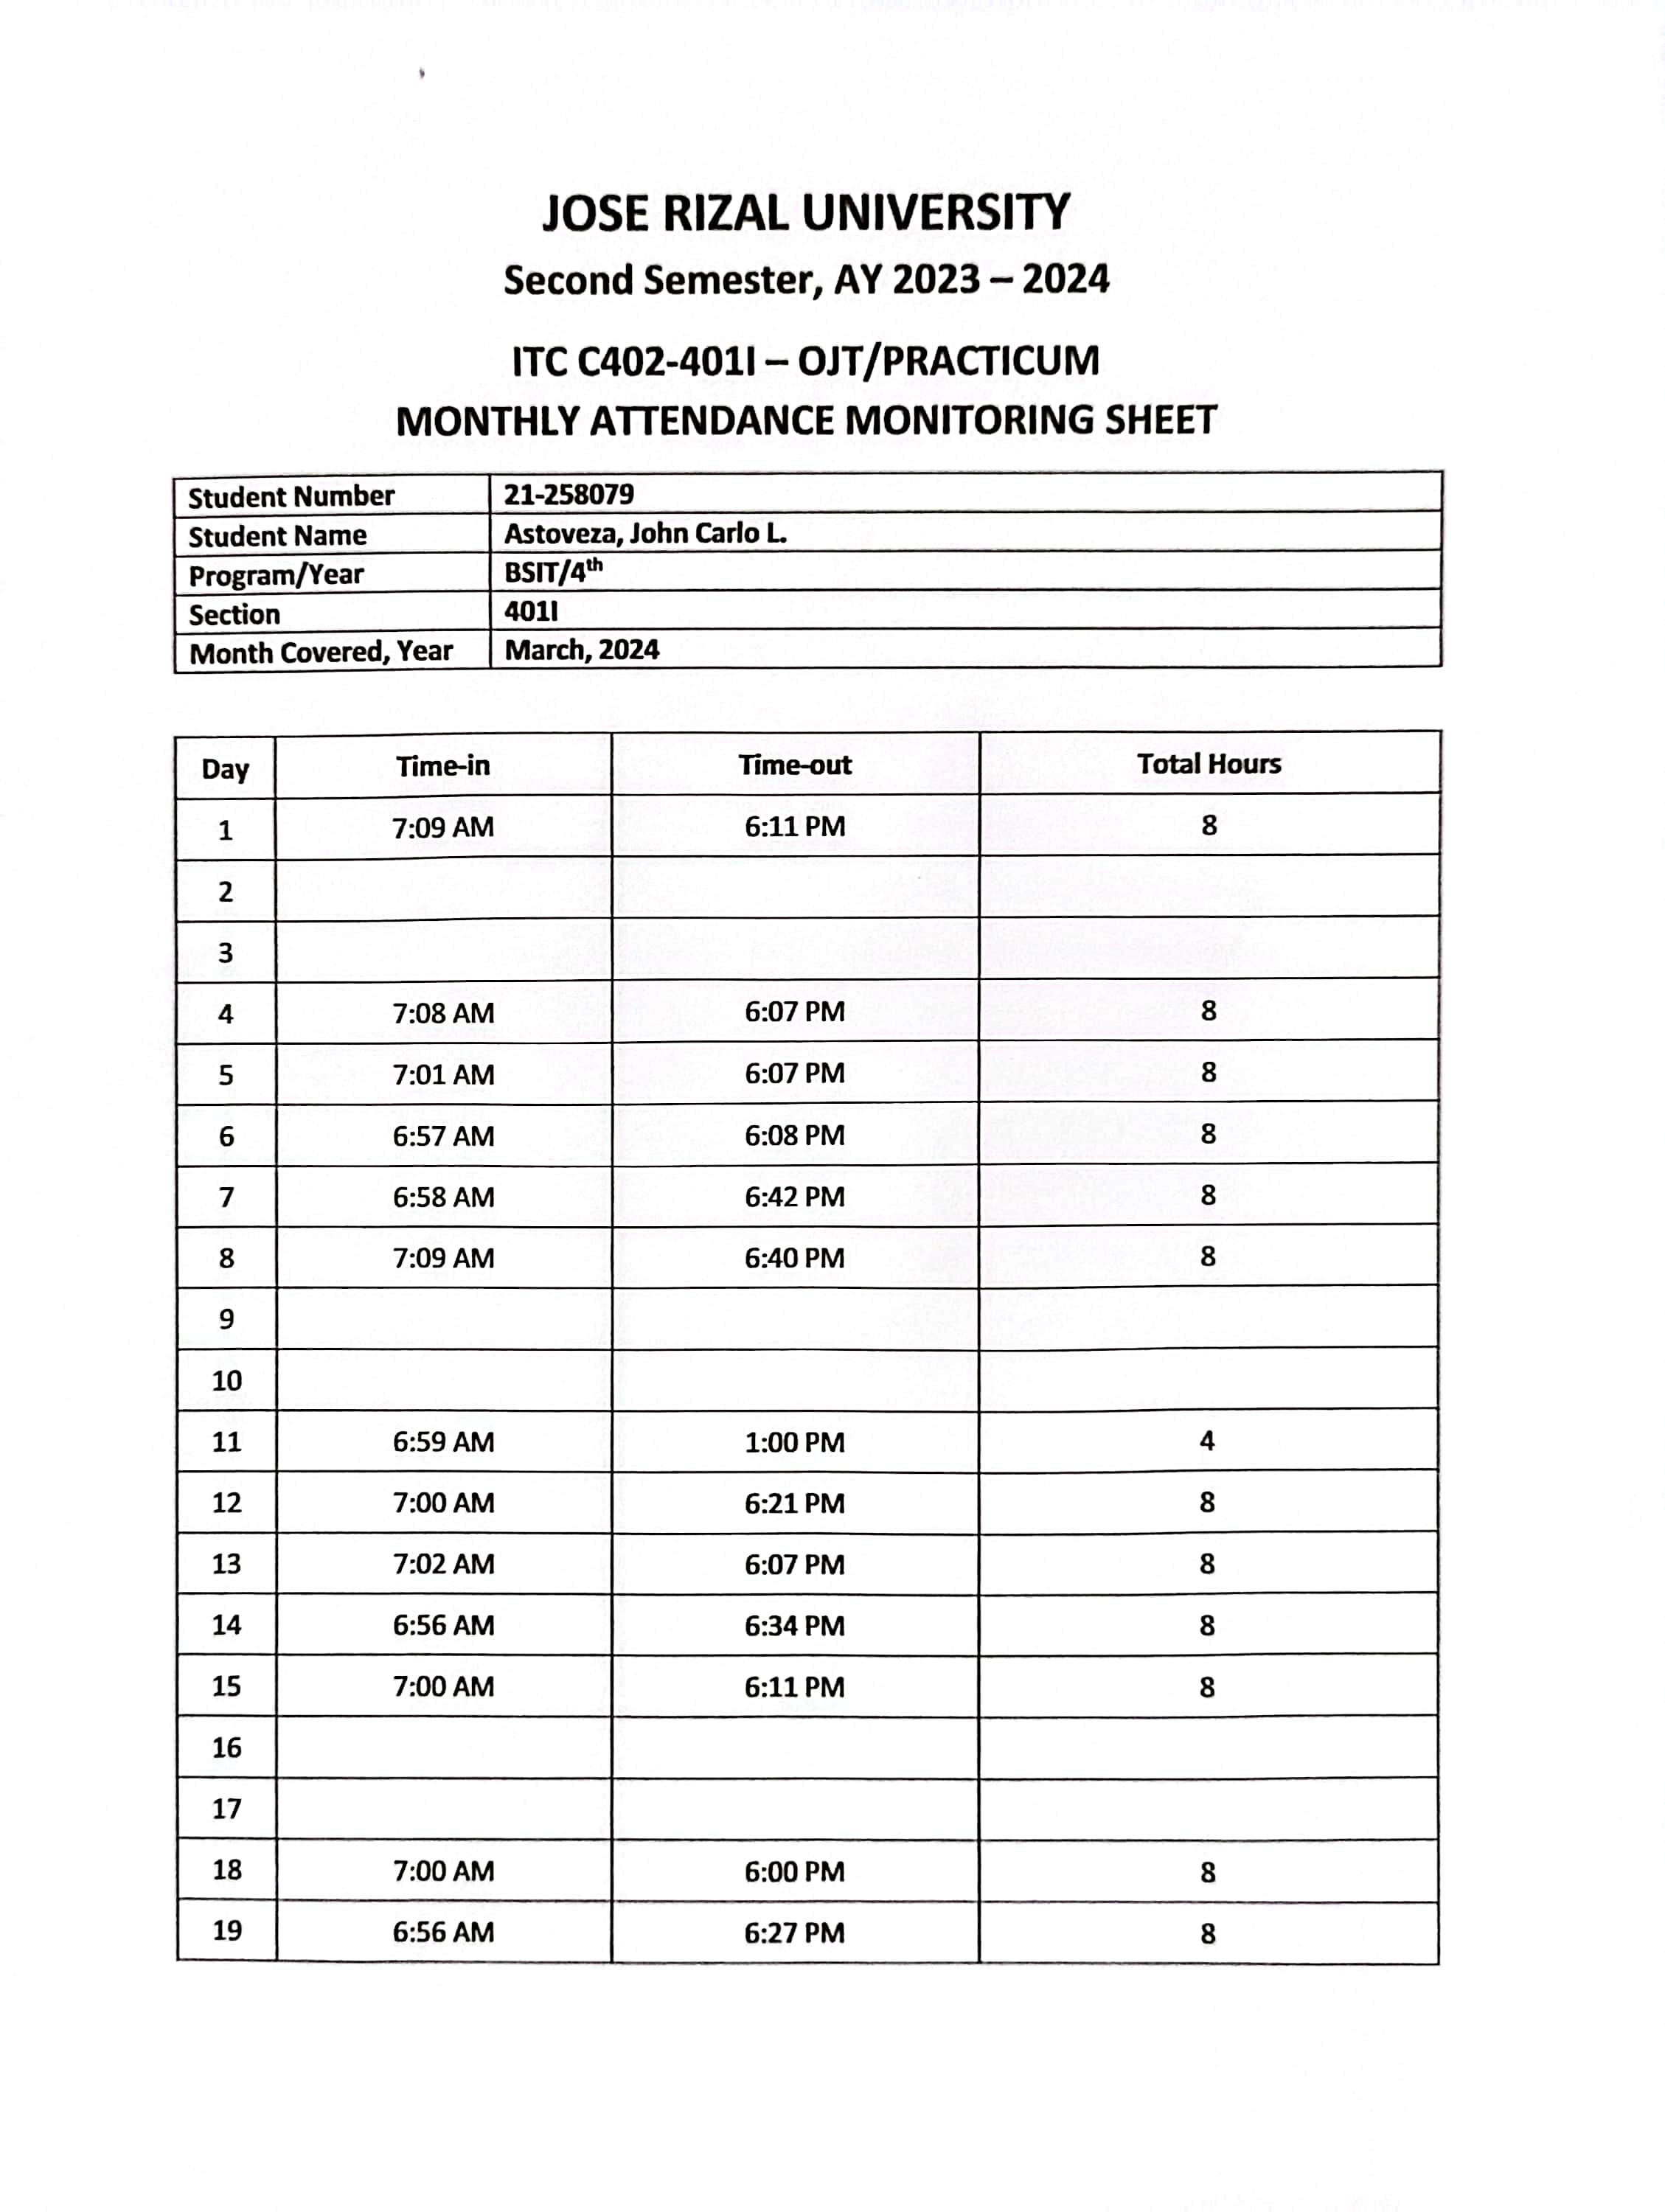 JOSE RIZAL UNIVERSITY
Second Semester, AY 2023 – 2024
ITC C402-401I – OJT/PRACTICUM
MONTHLY ATTENDANCE MONITORING SHEET
Student Number 21-258079
Student Name Astoveza, John Carlo L.
Program/Year BSIT/4th
Section 401I
Month Covered, Year March, 2024
Day Time-in Time-out Total Hours
1 7:09 AM 6:11 PM 8
2
3
4 7:08 AM 6:07 PM 8
5 7:01 AM 6:07 PM 8
6 6:57 AM 6:08 PM 8
7 6:58 AM 6:42 PM 8
8 7:09 AM 6:40 PM 8
9
10
11 6:59 AM 1:00 PM 4
12 7:00 AM 6:21 PM 8
13 7:02 AM 6:07 PM 8
14 6:56 AM 6:34 PM 8
15 7:00 AM 6:11 PM 8
16
17
18 7:00 AM 6:00 PM 8
19 6:56 AM 6:27 PM 8